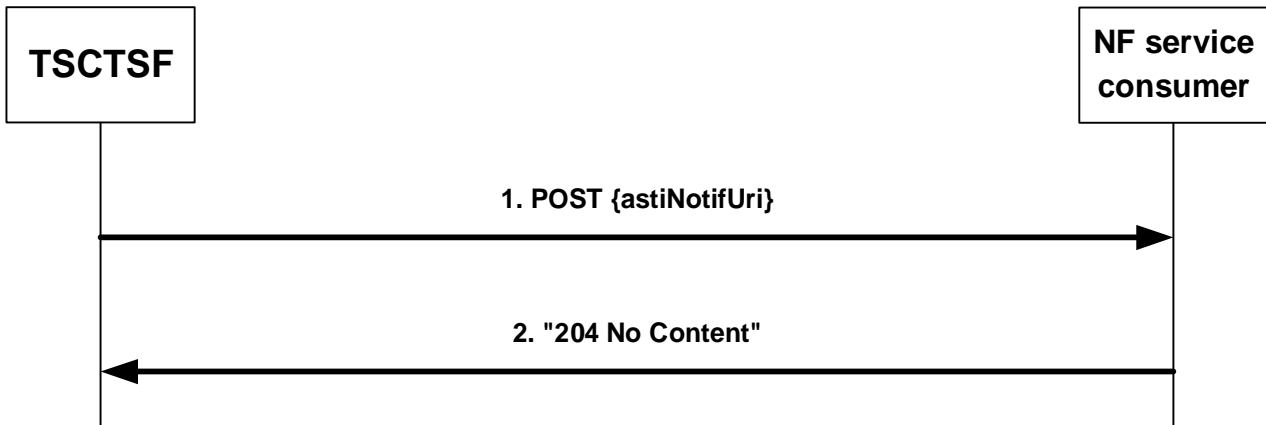 TSCTSF
NF service
consumer
1. POST {astiNotifUri}
2. "204 No Content"